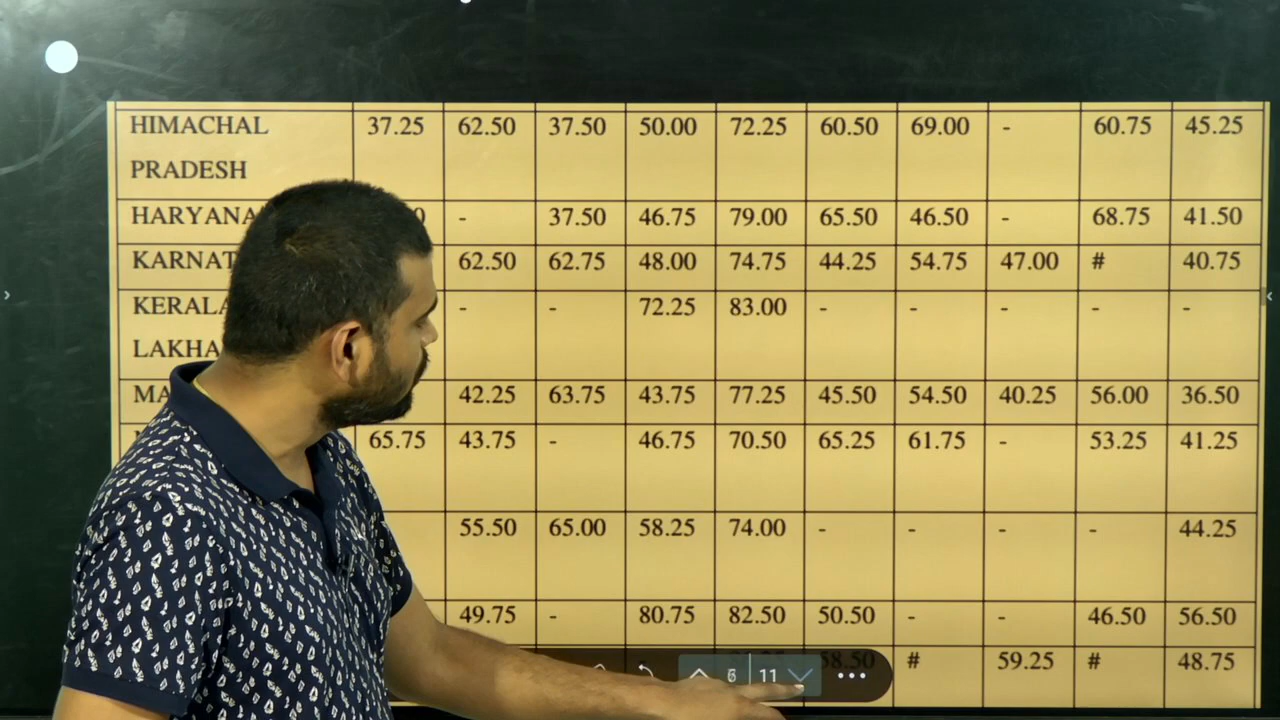 HIMACHAL 37.25 62.50 37.50 50.00 72.25 60.50 69.00 - 60.75 45.25
PRADESH
HARYANA - 37.50 46.75 79.00 65.50 46.50 - 68.75 41.50
62.50 62.75 48.00 74.75 44.25 54.75 47.00 # 40.75
KERALA - - 72.25 83.00 - - - - -
42.25 63.75 43.75 77.25 45.50 54.50 40.25 56.00 36.50
65.75 43.75 - 46.75 70.50 65.25 61.75 - 53.25 41.25
55.50 65.00 58.25 74.00 - - - - 44.25
49.75 - 80.75 82.50 50.50 - - 46.50 56.50
58.50 # 59.25 # 48.75
6 11